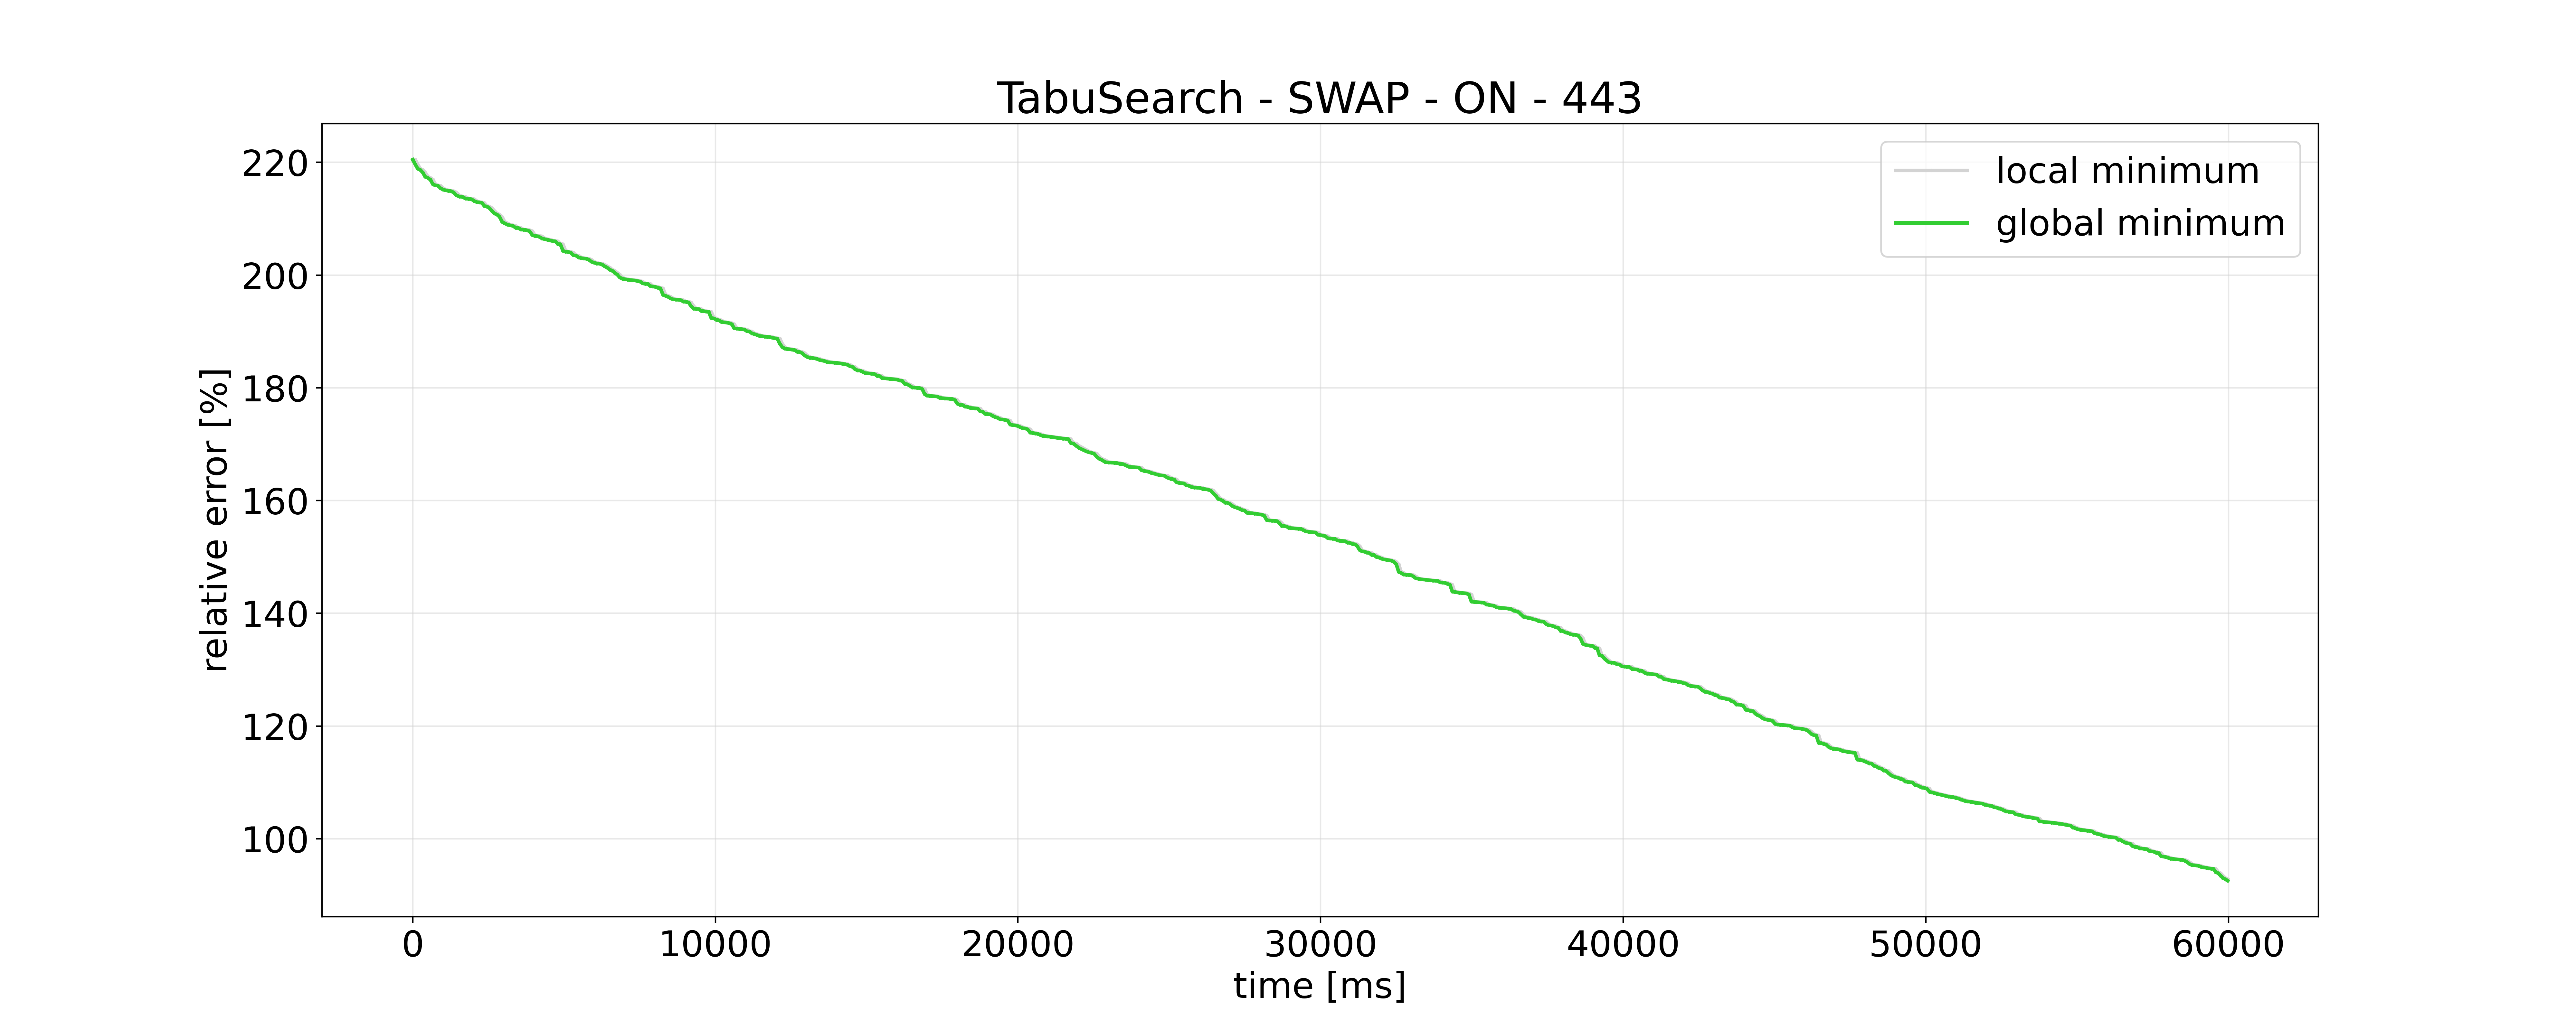 TabuSearch - SWAP - ON - 443
local minimum
global minimum
relative error [%]
220
200
180
160
140
120
100
0 10000 20000 30000 40000 50000 60000
time [ms]